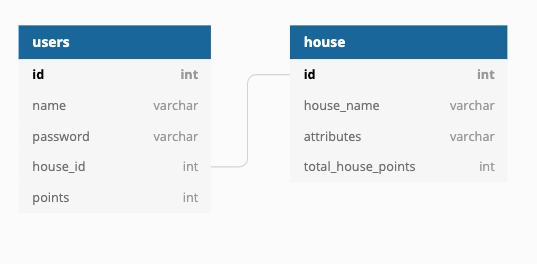 users
id int
name varchar
password varchar
house_id int
points int
house
id int
house_name varchar
attributes varchar
total_house_points int